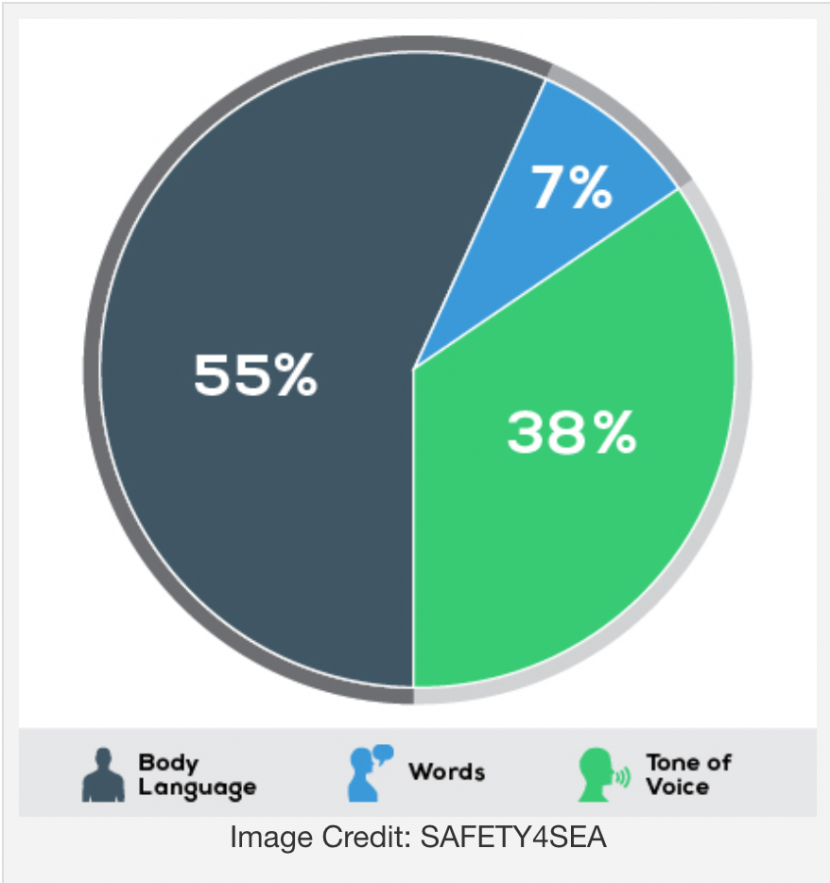 7%
55%
38%
Body
Language
Words
Tone of
Voice
Image Credit: SAFETY4SEA